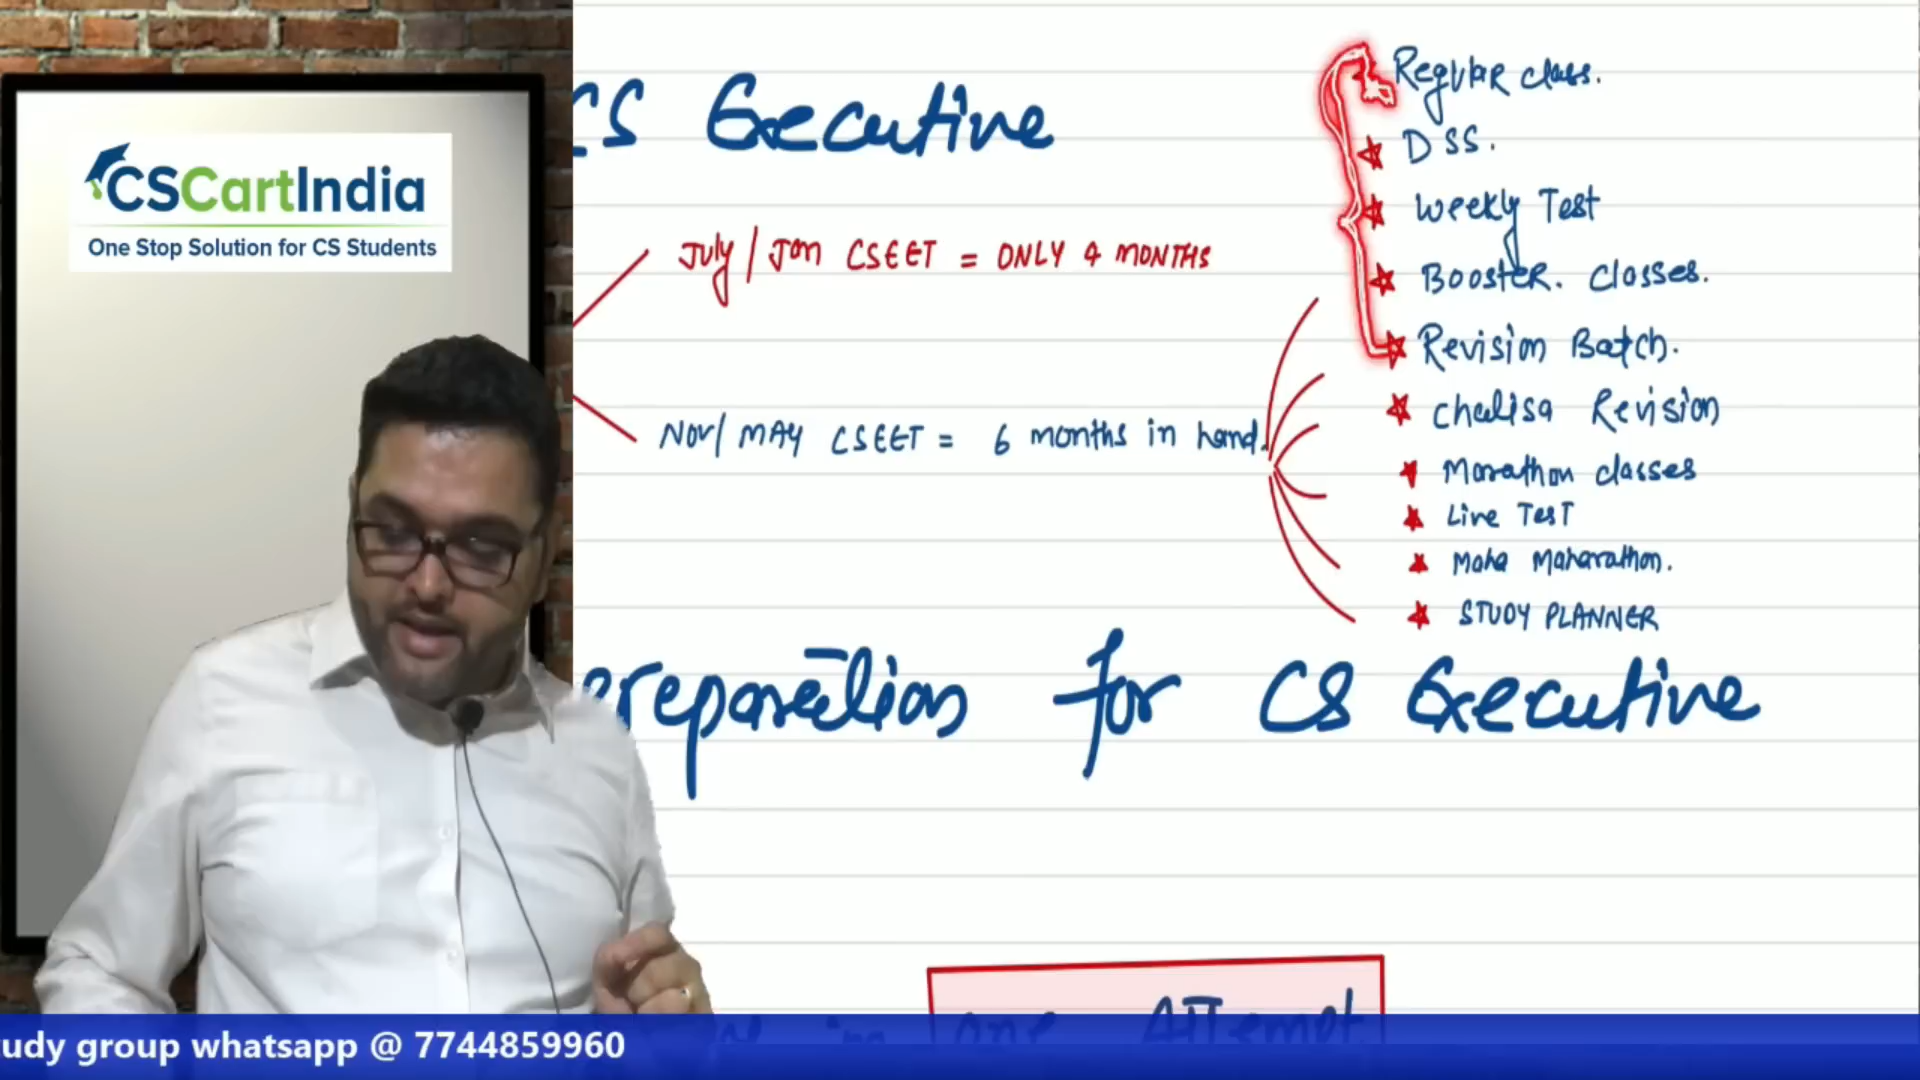 CSCartIndia
One Stop Solution for CS Students
CS Executive
July / Jan CSEET = ONLY 4 MONTHS
Nov/ MAY CSEET = 6 months in hand.
Regular class.
DSS.
Weekly Test
Booster. Classes.
Revision Batch.
Chalisa Revision
Marathon classes
Live Test
Maha Maharathon.
STUDY PLANNER
preparation for CS Executive
one Attempt
udy group whatsapp @ 7744859960